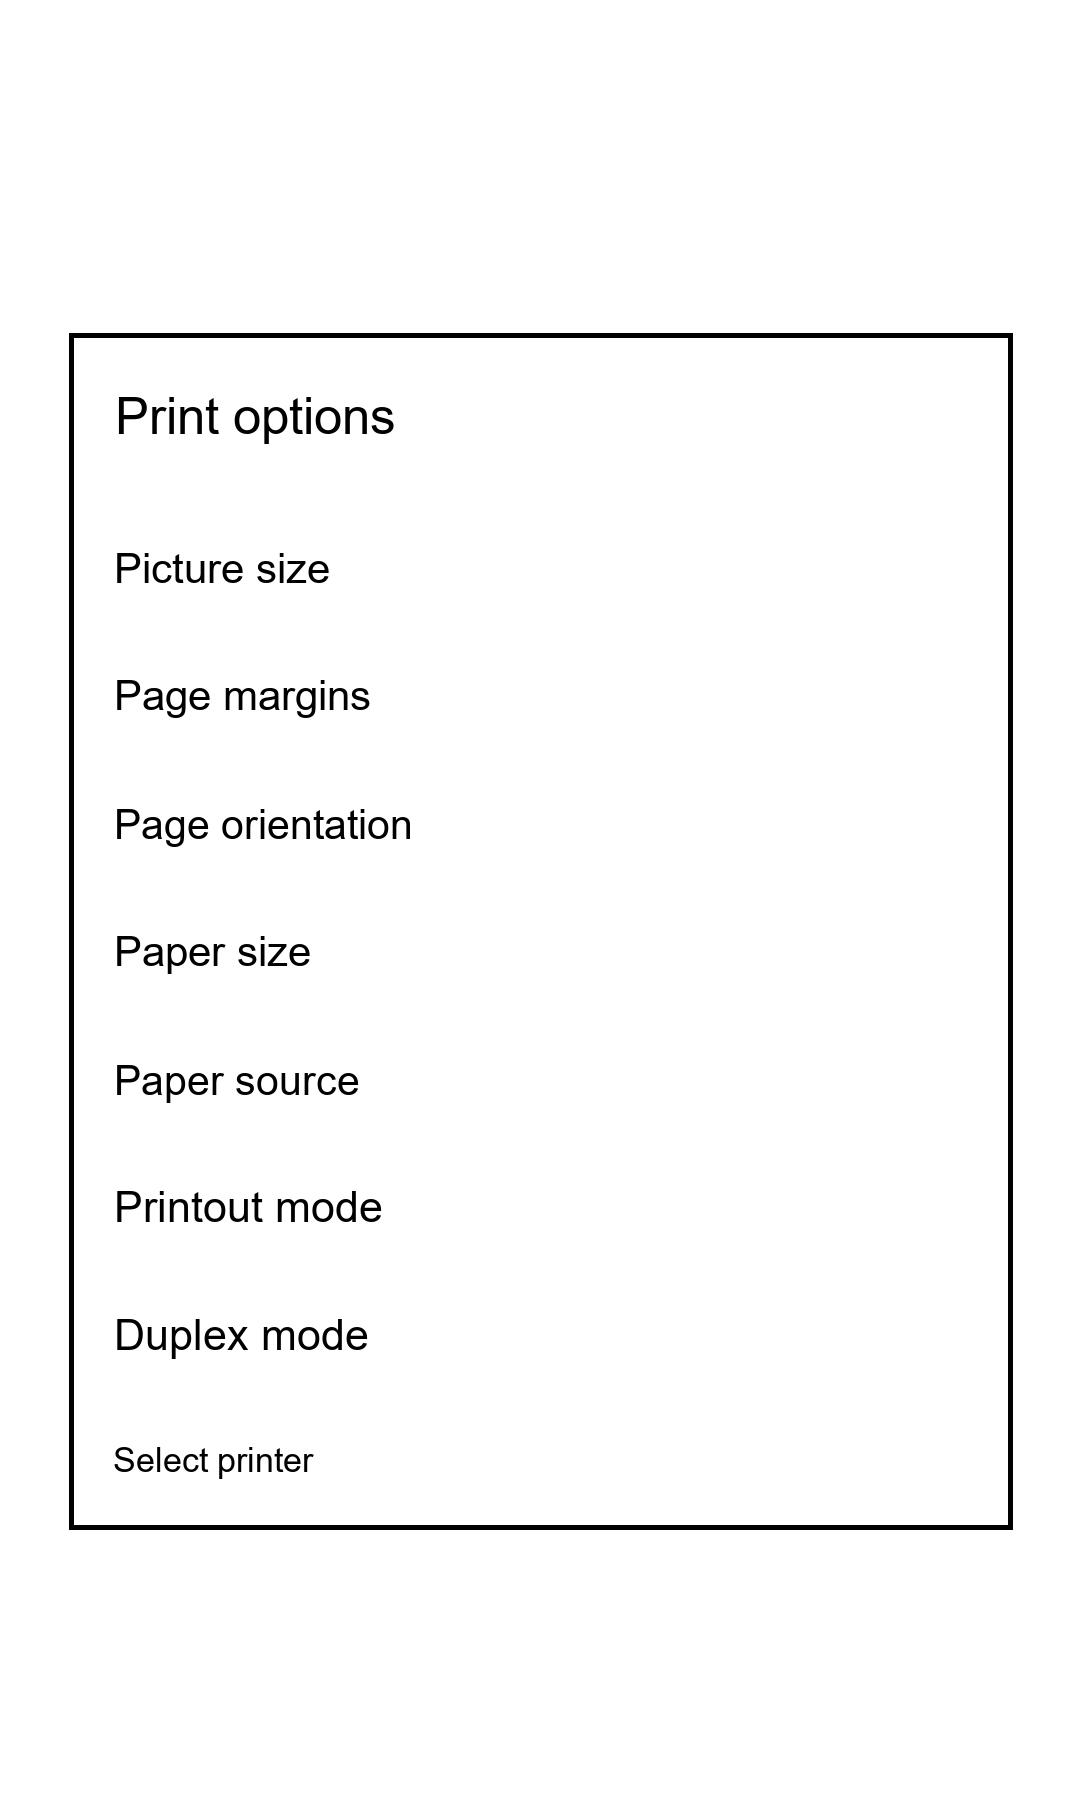 Print options
Picture size
Page margins
Page orientation
Paper size
Paper source
Printout mode
Duplex mode
Select printer